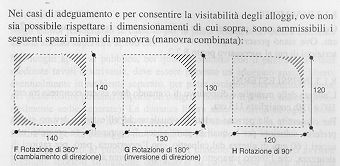 Nei casi di adeguamento e per consentire la visitabilità degli alloggi, ove non
sia possibile rispettare i dimensionamenti di cui sopra, sono ammissibili i
seguenti spazi minimi di manovra (manovra combinata):
140
130
120
140
130
120
F Rotazione di 360°
(cambiamento di direzione)
G Rotazione di 180°
(inversione di direzione)
H Rotazione di 90°